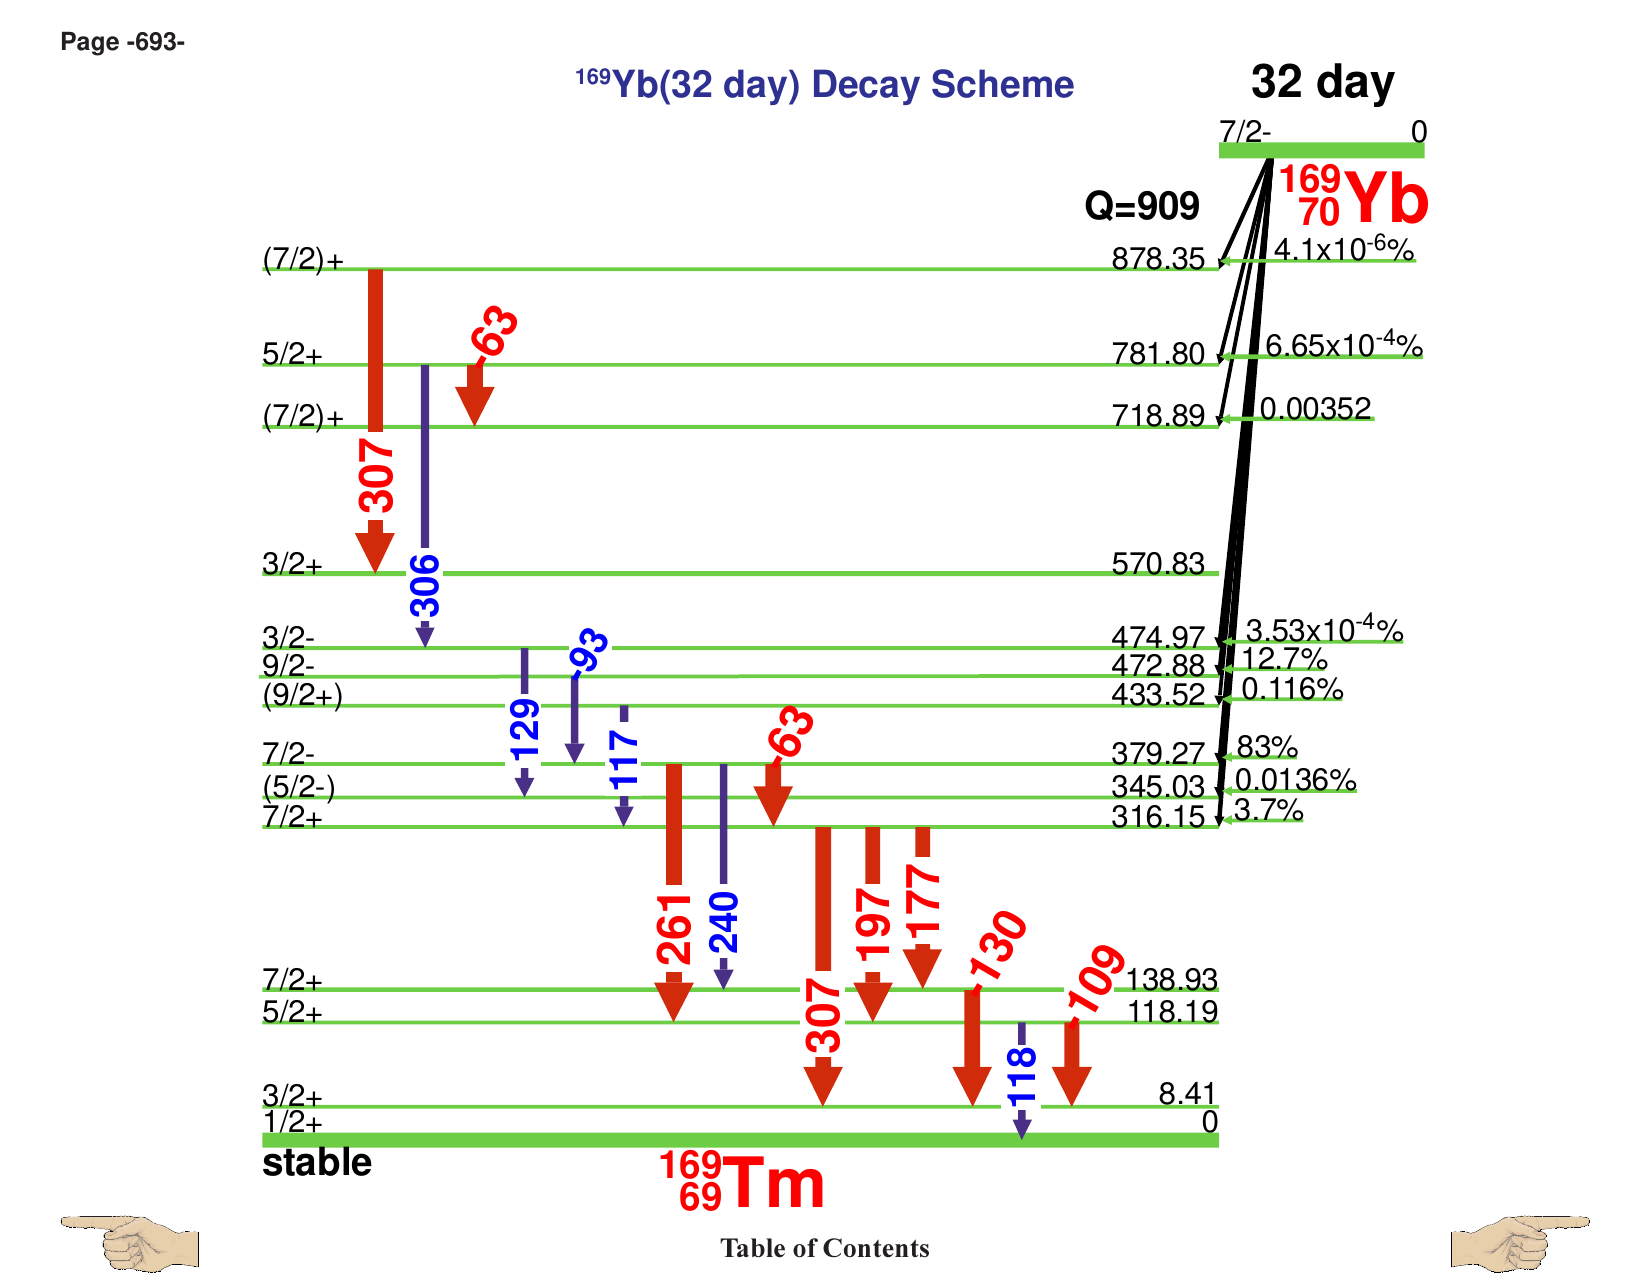 Page -693-
169Yb(32 day) Decay Scheme
32 day
7/2- 0
169
70 Yb
Q=909
(7/2)+ 878.35 4.1x10-6%
63
5/2+ 781.80 6.65x10-4%
(7/2)+ 718.89 0.00352
307
3/2+ 570.83
306
3/2- 474.97 3.53x10-4%
93
9/2- 472.88 12.7%
(9/2+) 433.52 0.116%
129
117
63
7/2- 379.27 83%
(5/2-) 345.03 0.0136%
7/2+ 316.15 3.7%
261
240
307
197
177
130
109
7/2+ 138.93
5/2+ 118.19
118
3/2+ 8.41
1/2+ 0
stable
169
69 Tm
Table of Contents